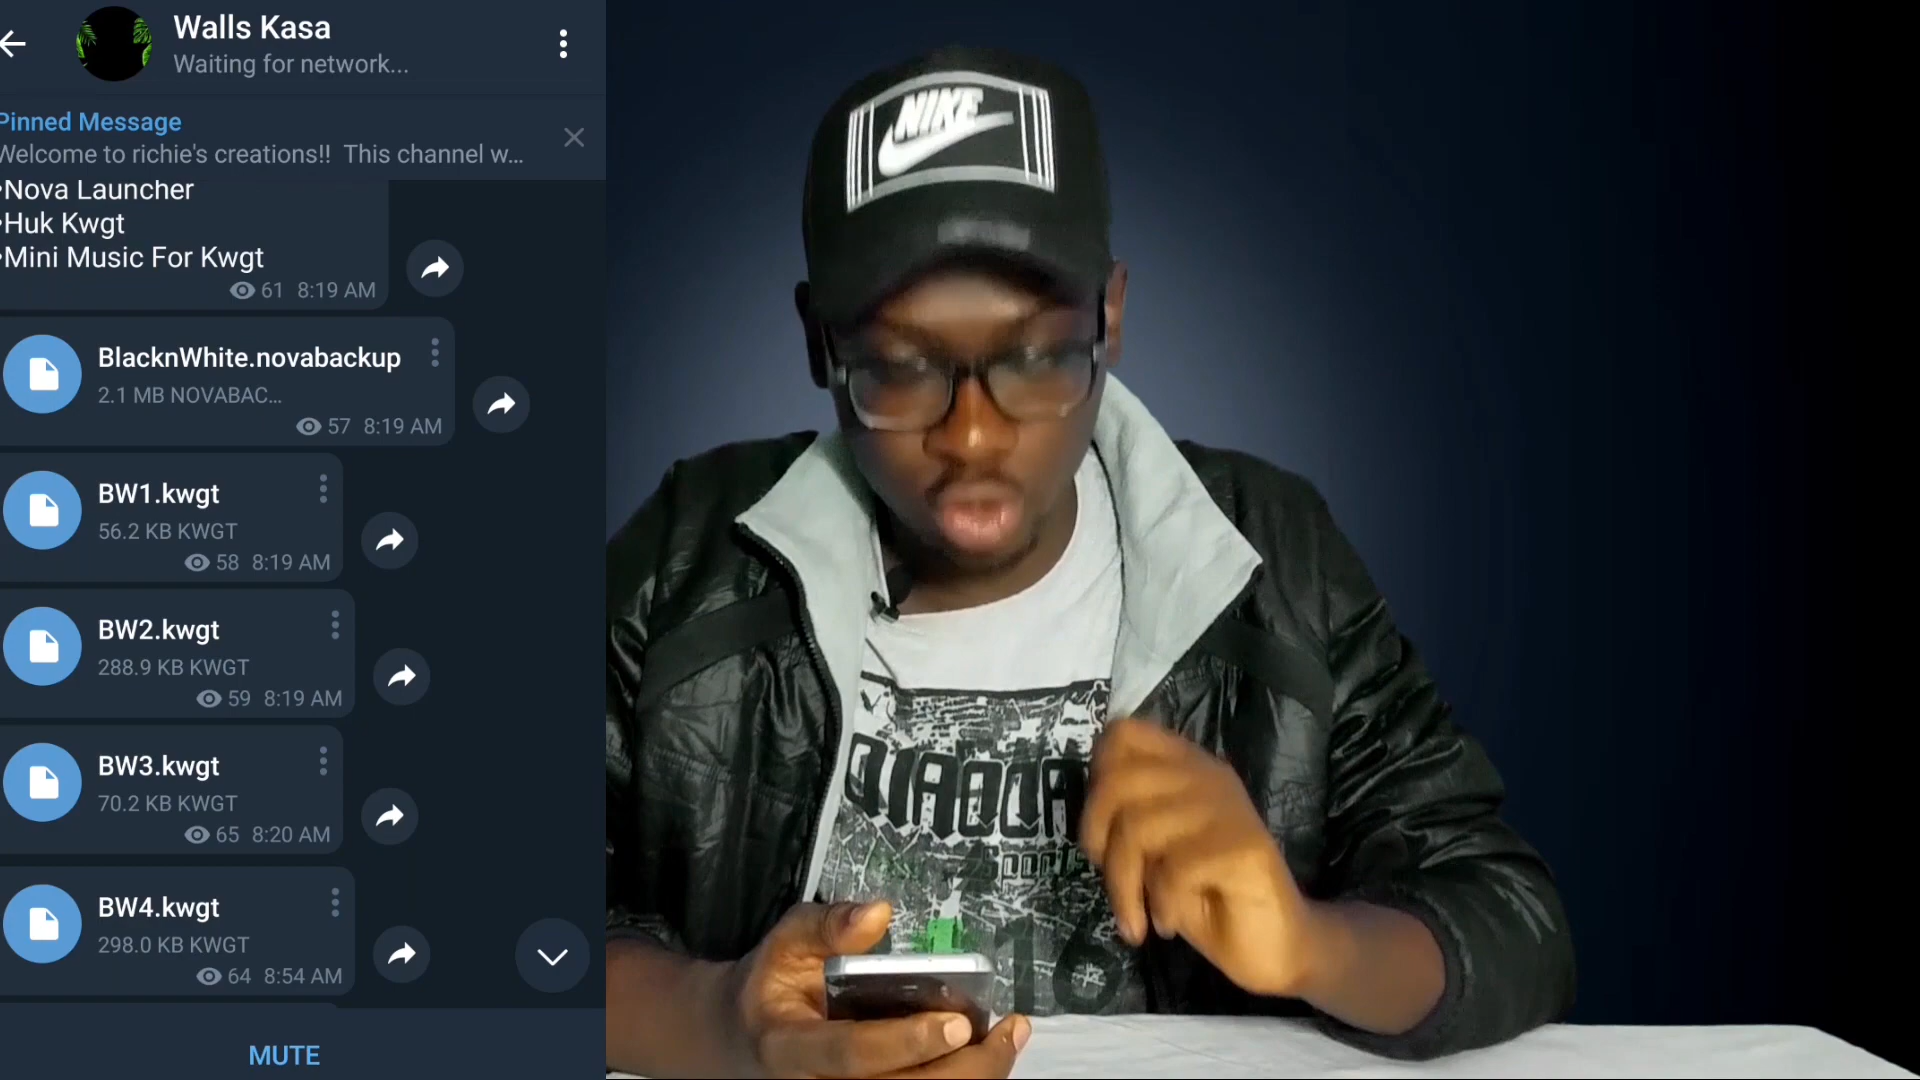 Walls Kasa
Waiting for network...
Pinned Message
Welcome to richie's creations!! This channel w...
•Nova Launcher
•Huk Kwgt
•Mini Music For Kwgt
61 8:19 AM
BlacknWhite.novabackup
2.1 MB NOVABAC...
57 8:19 AM
BW1.kwgt
56.2 KB KWGT
58 8:19 AM
BW2.kwgt
288.9 KB KWGT
59 8:19 AM
BW3.kwgt
70.2 KB KWGT
65 8:20 AM
BW4.kwgt
298.0 KB KWGT
64 8:54 AM
MUTE
NIKE
Sports
16